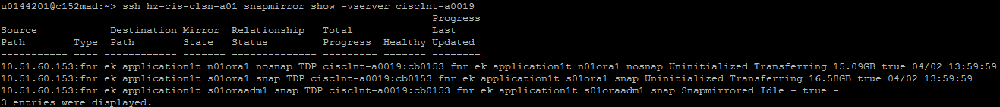 u0144201@c152mad:~> ssh hz-cis-clsn-a01 snapmirror show -vserver cisclnt-a0019
Progress
Source Destination Mirror Relationship Total Last
Path Type Path State Status Progress Healthy Updated
----------- ---- ------------ ------- -------------- --------- ------- --------
10.51.60.153:fnr_ek_application1t_n01ora1_nosnap TDP cisclnt-a0019:cb0153_fnr_ek_application1t_n01ora1_nosnap Uninitialized Transferring 15.09GB true 04/02 13:59:59
10.51.60.153:fnr_ek_application1t_s01ora1_snap TDP cisclnt-a0019:cb0153_fnr_ek_application1t_s01ora1_snap Uninitialized Transferring 16.58GB true 04/02 13:59:59
10.51.60.153:fnr_ek_application1t_s01oraadm1_snap TDP cisclnt-a0019:cb0153_fnr_ek_application1t_s01oraadm1_snap Snapmirrored Idle - true -
3 entries were displayed.